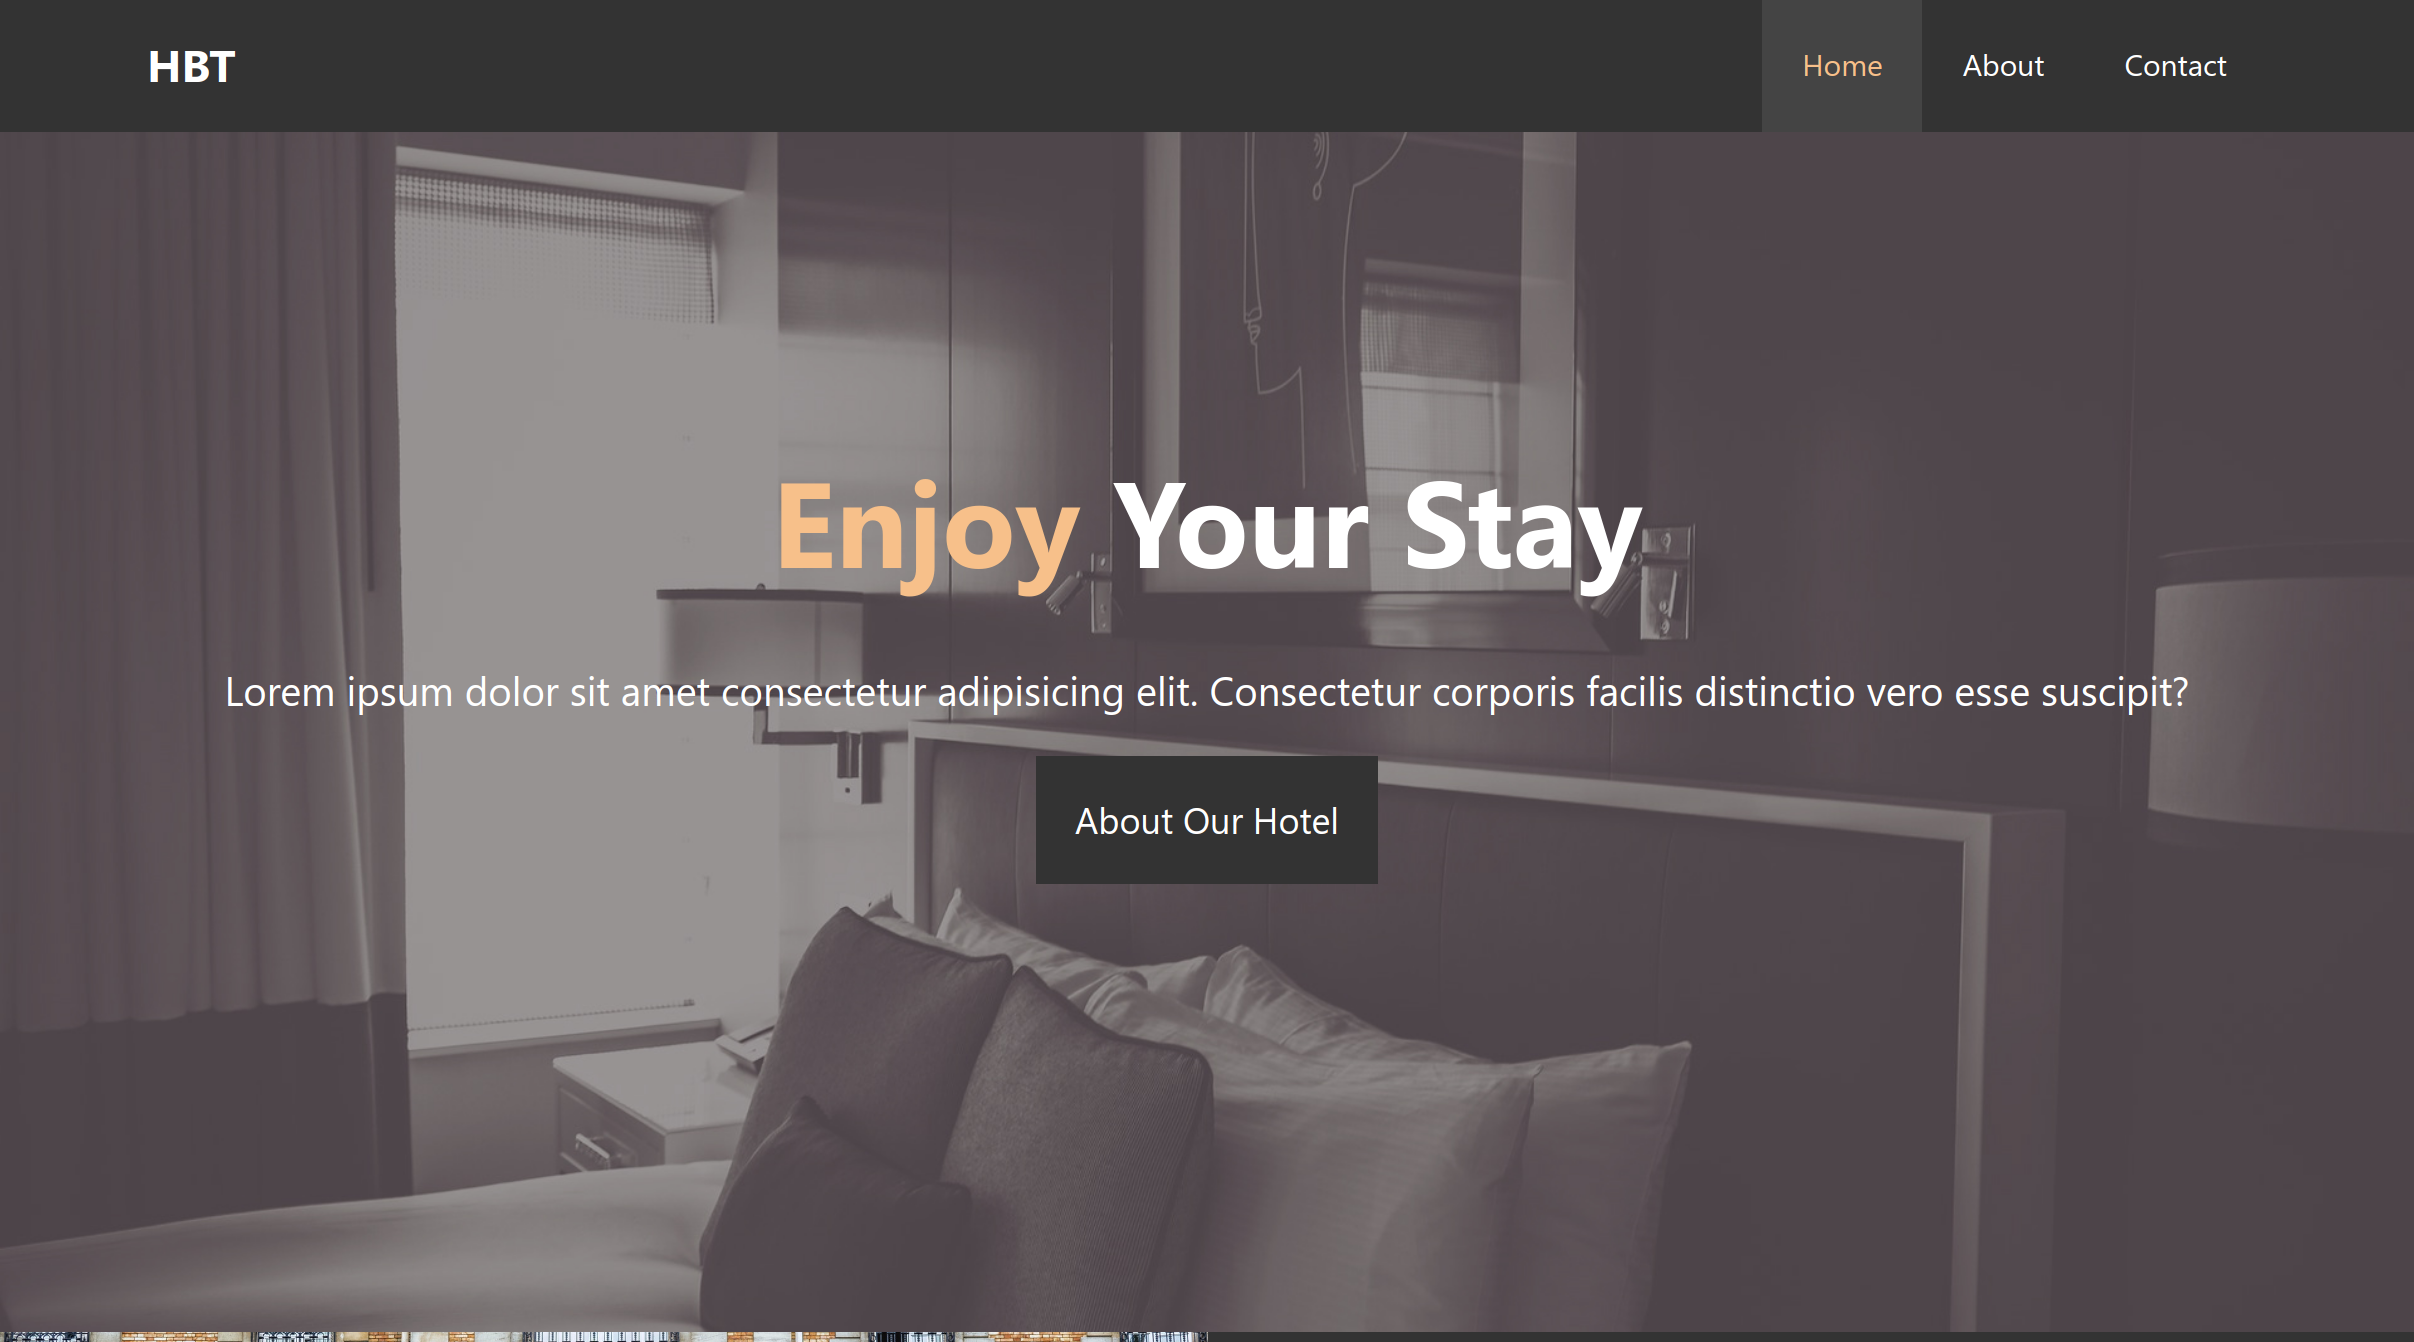 HBT
Home About Contact
Enjoy Your Stay
Lorem ipsum dolor sit amet consectetur adipisicing elit. Consectetur corporis facilis distinctio vero esse suscipit?
About Our Hotel